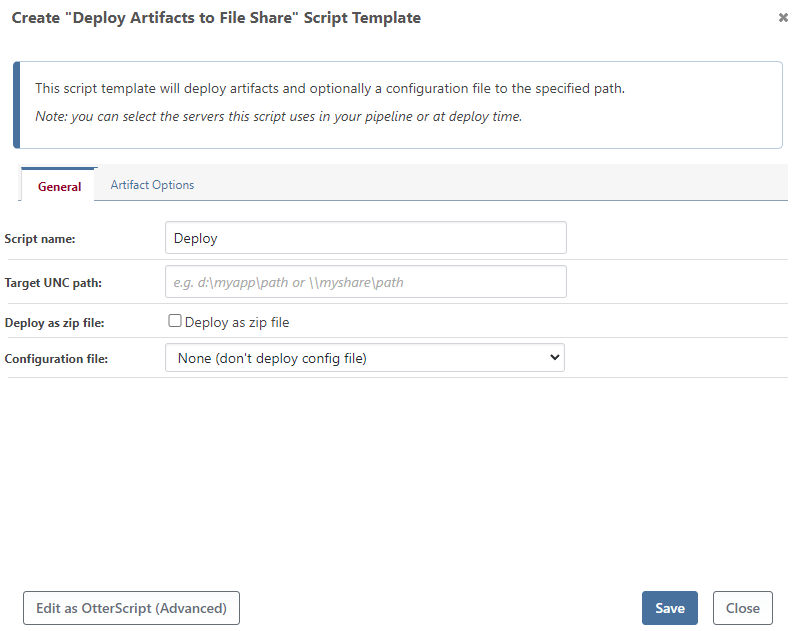 Create "Deploy Artifacts to File Share" Script Template
This script template will deploy artifacts and optionally a configuration file to the specified path.
Note: you can select the servers this script uses in your pipeline or at deploy time.
General
Artifact Options
Script name:
Deploy
Target UNC path:
e.g. d:\myapp\path or \\myshare\path
Deploy as zip file:
Deploy as zip file
Configuration file:
None (don't deploy config file)
Edit as OtterScript (Advanced)
Save
Close